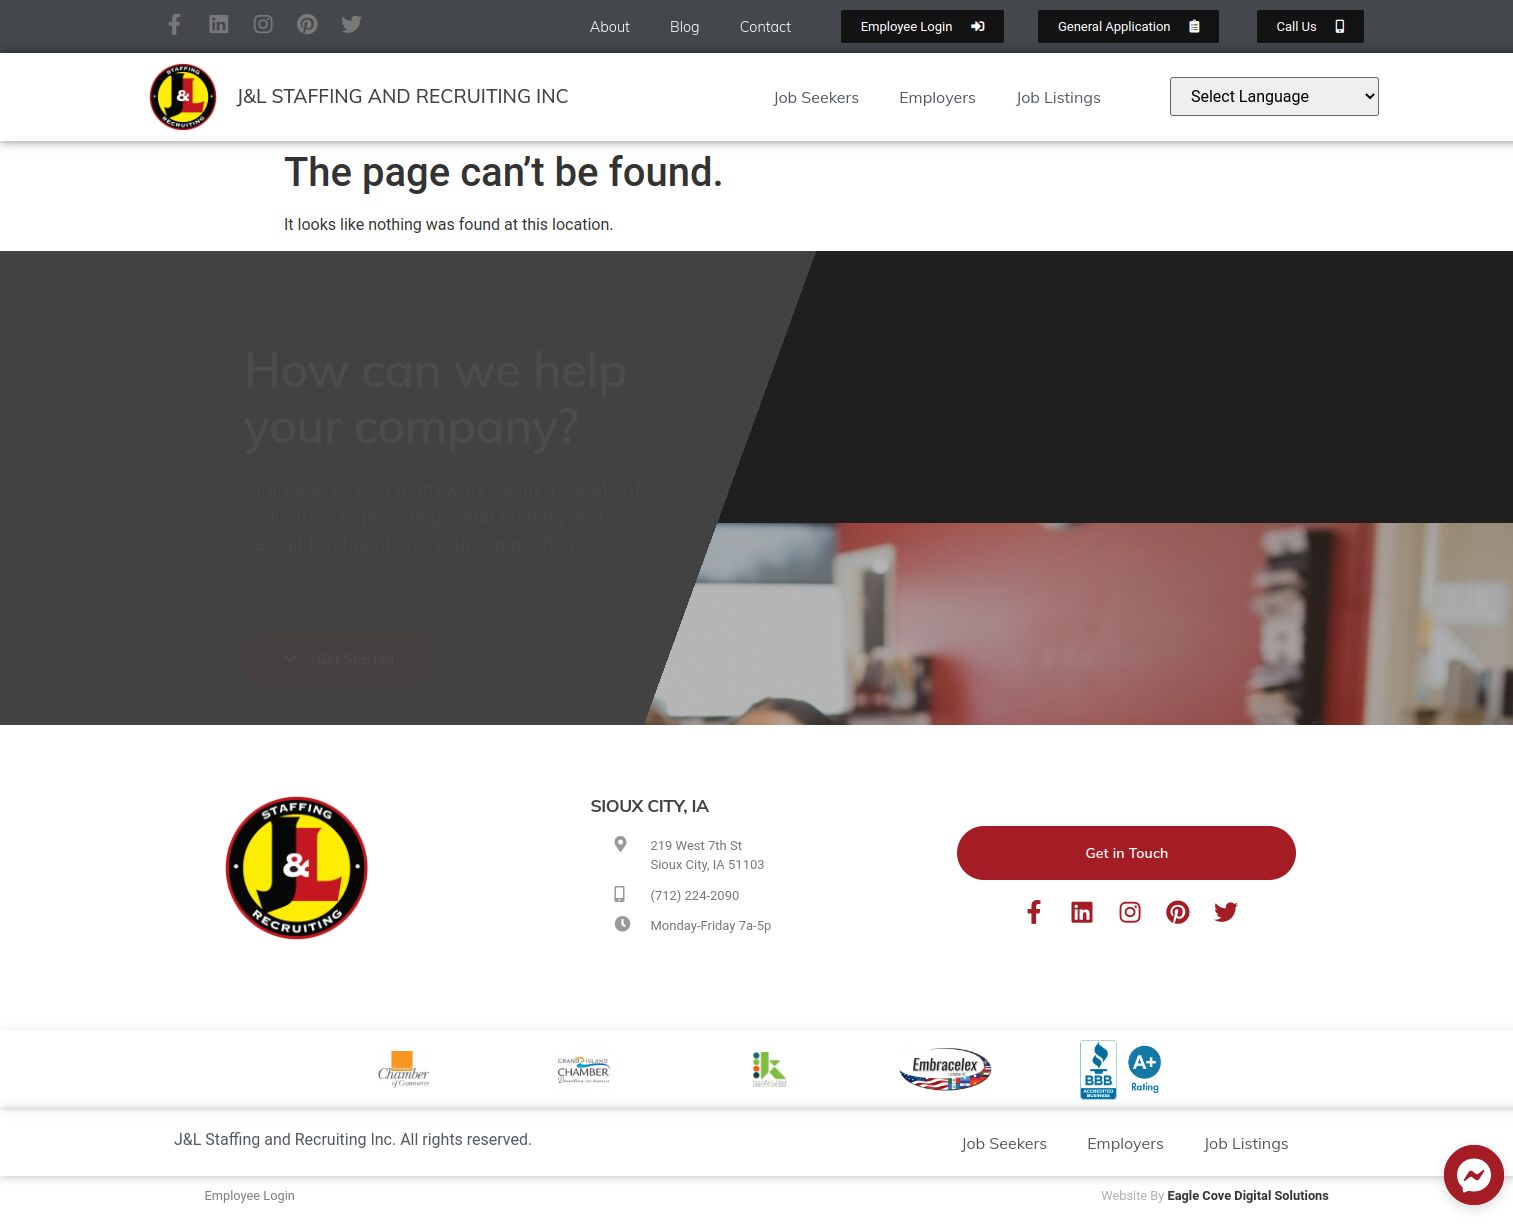 About
Blog
Contact
Employee Login
General Application
Call Us
STAFFING
J&L
RECRUITING
J&L STAFFING AND RECRUITING INC
Job Seekers
Employers
Job Listings
Select Language
The page can’t be found.
It looks like nothing was found at this location.
How can we help
your company?
Our experienced team works with a variety of
industries to provide general staffing and
recruit top talent into your top positions.
Get Started
STAFFING
J&L
RECRUITING
SIOUX CITY, IA
219 West 7th St
Sioux City, IA 51103
(712) 224-2090
Monday-Friday 7a-5p
Get in Touch
Chamber
of Commerce
GRAND ISLAND
CHAMBER
k
Embracelex
BBB
ACCREDITED
BUSINESS
A+
Rating
J&L Staffing and Recruiting Inc. All rights reserved.
Job Seekers
Employers
Job Listings
Employee Login
Website By Eagle Cove Digital Solutions